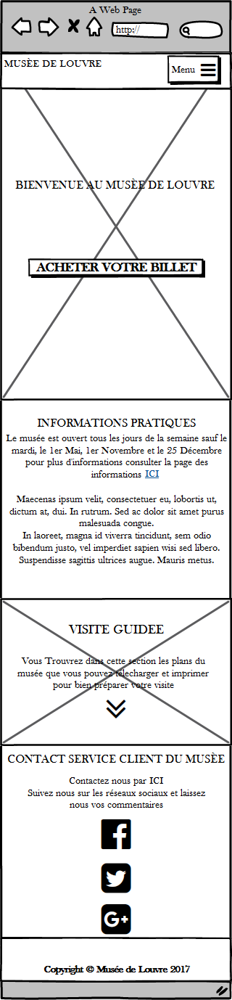 A Web Page
http://
MUSÈE DE LOUVRE
Menu
BIENVENUE AU MUSÈE DE LOUVRE
ACHETER VOTRE BILLET
INFORMATIONS PRATIQUES
Le musée est ouvert tous les jours de la semaine sauf le
mardi, le 1er Mai, 1er Novembre et le 25 Décembre
pour plus d'informations consulter la page des
informations ICI
Maecenas ipsum velit, consectetuer eu, lobortis ut,
dictum at, dui. In rutrum. Sed ac dolor sit amet purus
malesuada congue.
In laoreet, magna id viverra tincidunt, sem odio
bibendum justo, vel imperdiet sapien wisi sed libero.
Suspendisse sagittis ultrices augue. Mauris metus.
VISITE GUIDEE
Vous Trouvrez dans cette section les plans du
musée que vous pouvez télecharger et imprimer
pour bien préparer votre visite
CONTACT SERVICE CLIENT DU MUSÈE
Contactez nous par ICI
Suivez nous sur les réseaux sociaux et laissez
nous vos commentaires
G+
Copyright © Musée de Louvre 2017